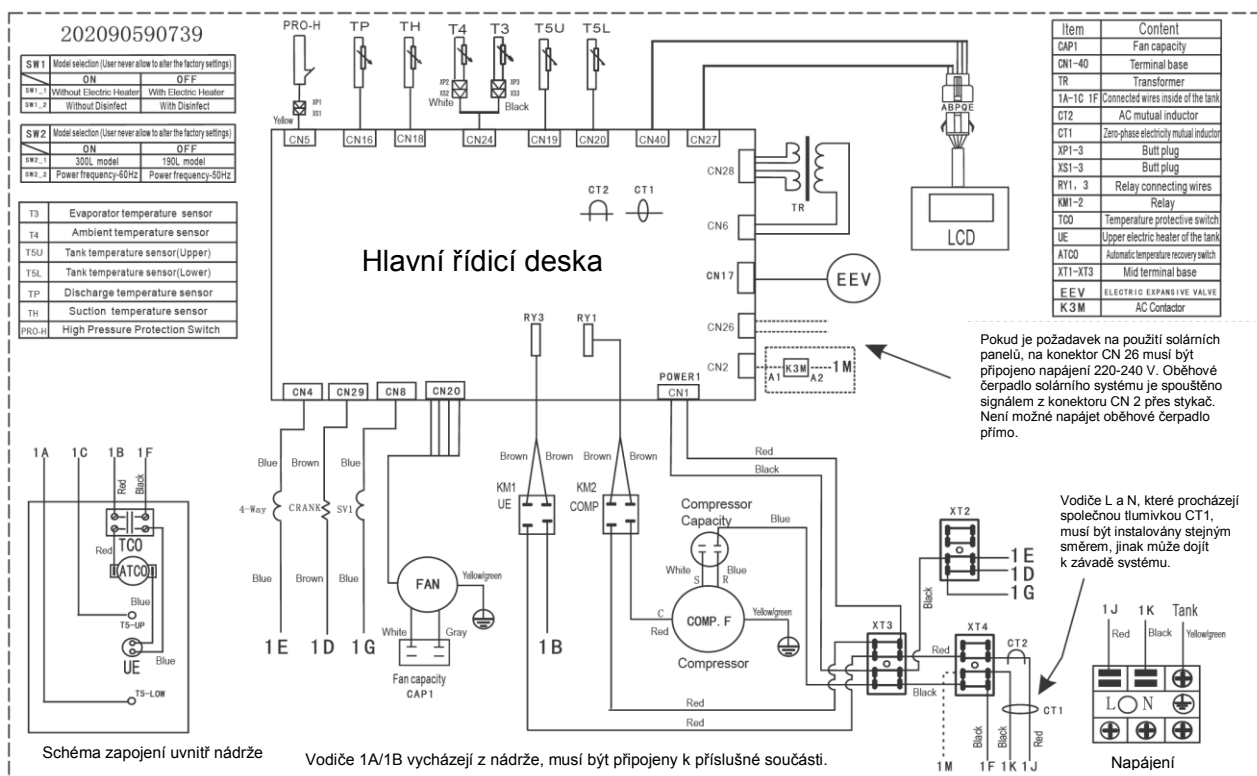 202090590739
SW1 Model selection (User never allow to alter the factory settings)
ON OFF
SW1_1 Without Electric Heater With Electric Heater
SW1_2 Without Disinfect With Disinfect
SW2 Model selection (User never allow to alter the factory settings)
ON OFF
SW2_1 300L model 190L model
SW2_2 Power frequency-60Hz Power frequency-50Hz
T3 Evaporator temperature sensor
T4 Ambient temperature sensor
T5U Tank temperature sensor(Upper)
T5L Tank temperature sensor(Lower)
TP Discharge temperature sensor
TH Suction temperature sensor
PRO-H High Pressure Protection Switch
PRO-H TP TH T4 T3 T5U T5L
XP1
XS1
Yellow
XP2
XS2
White
XP3
XS3
Black
CN5 CN16 CN18 CN24 CN19 CN20 CN40 CN27
ABPQE
LCD
CN28
TR
CN6
CN17
EEV
CN26
CN2
A1 K3M A2 1M
CT2 CT1
Hlavní řídicí deska
RY3 RY1
POWER1
CN4 CN29 CN8 CN20 CN1
Item Content
CAP1 Fan capacity
CN1-40 Terminal base
TR Transformer
1A-1C 1F Connected wires inside of the tank
CT2 AC mutual inductor
CT1 Zero-phase electricity mutual inductor
XP1-3 Butt plug
XS1-3 Butt plug
RY1, 3 Relay connecting wires
KM1-2 Relay
TCO Temperature protective switch
UE Upper electric heater of the tank
ATCO Automatic temperature recovery switch
XT1-XT3 Mid terminal base
EEV ELECTRIC EXPANSIVE VALVE
K3M AC Contactor
Pokud je požadavek na použití solárních
panelů, na konektor CN 26 musí být
připojeno napájení 220-240 V. Oběhové
čerpadlo solárního systému je spouštěno
signálem z konektoru CN 2 přes stykač.
Není možné napájet oběhové čerpadlo
přímo.
Vodiče L a N, které procházejí
společnou tlumivkou CT1,
musí být instalovány stejným
směrem, jinak může dojít
k závadě systému.
1A 1C 1B 1F
Red Black
TCO
Red
ATCO
Blue
T5-UP
UE
Blue
T5-LOW
Schéma zapojení uvnitř nádrže
Blue Brown Blue
4-Way CRANK SV1
Blue Brown Blue
1E 1D 1G
FAN
Yellow/green
White Gray
Fan capacity
CAP1
Brown Brown Brown Brown
KM1
UE
KM2
COMP
1B
Compressor
Capacity
Blue
White Blue
S R
C
Red
COMP. F
Yellow/green
Compressor
Red
Black
XT2
1E
1D
1G
Black
XT3
Red
XT4
CT2
Black
CT1
Red
Red
Black Black Red
1M 1F 1K 1J
1J 1K Tank
Red Black Yellow/green
L N
Napájení
Vodiče 1A/1B vycházejí z nádrže, musí být připojeny k příslušné součásti.